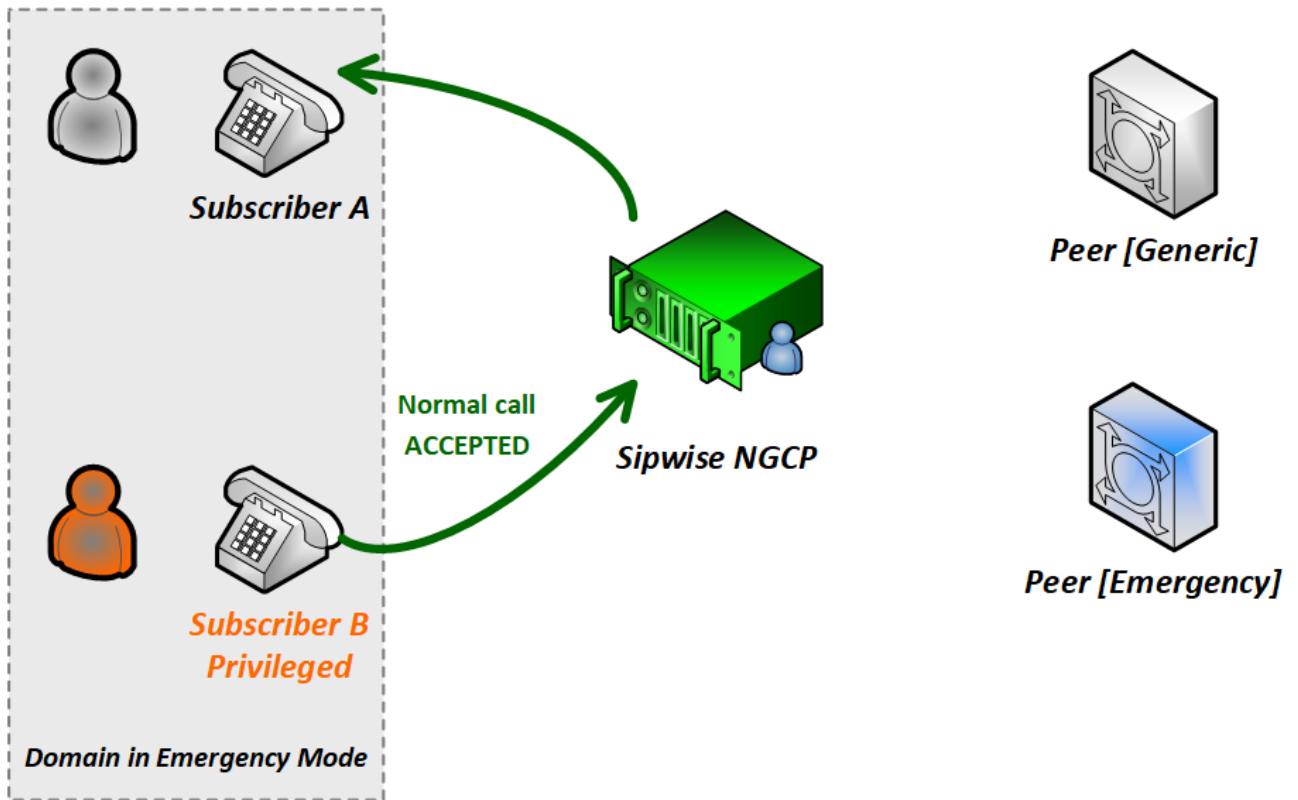 Subscriber A
Peer [Generic]
Normal call
ACCEPTED
Sipwise NGCP
Peer [Emergency]
Subscriber B
Privileged
Domain in Emergency Mode